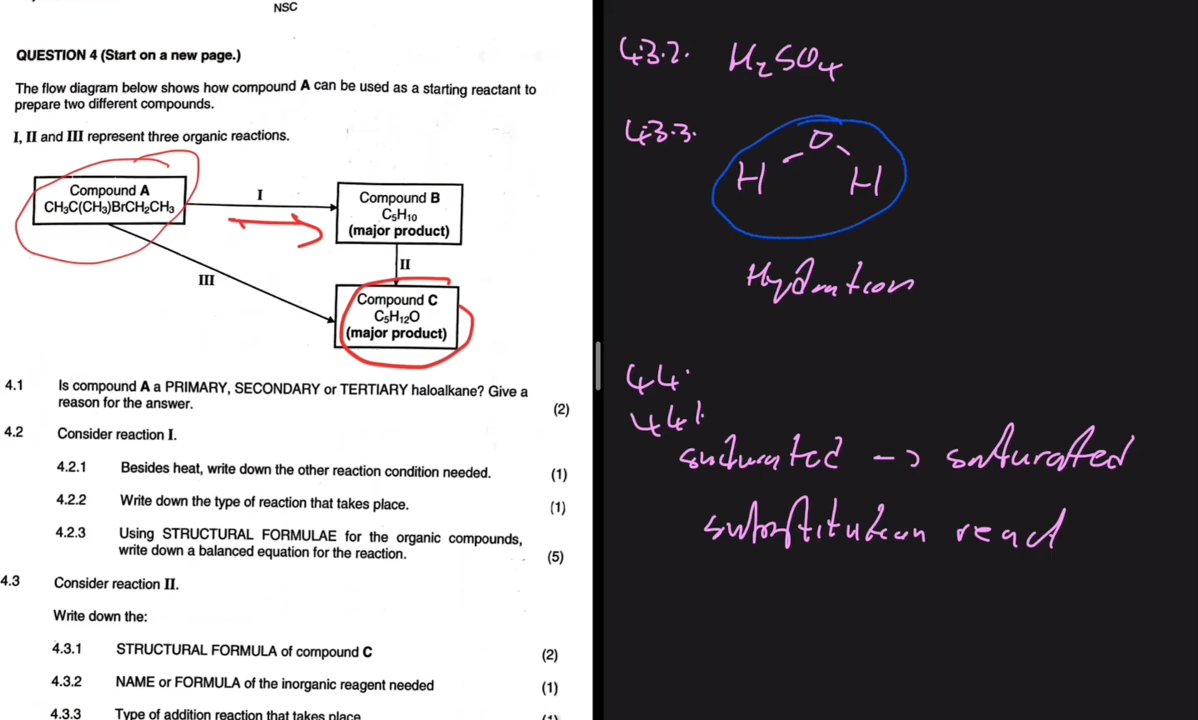 NSC
QUESTION 4 (Start on a new page.)
The flow diagram below shows how compound A can be used as a starting reactant to
prepare two different compounds.
I, II and III represent three organic reactions.
Compound A
CH₃C(CH₃)BrCH₂CH₃
I
Compound B
C₅H₁₀
(major product)
II
III
Compound C
C₅H₁₂O
(major product)
4.1 Is compound A a PRIMARY, SECONDARY or TERTIARY haloalkane? Give a
reason for the answer. (2)
4.2 Consider reaction I.
4.2.1 Besides heat, write down the other reaction condition needed. (1)
4.2.2 Write down the type of reaction that takes place. (1)
4.2.3 Using STRUCTURAL FORMULAE for the organic compounds,
write down a balanced equation for the reaction. (5)
4.3 Consider reaction II.
Write down the:
4.3.1 STRUCTURAL FORMULA of compound C (2)
4.3.2 NAME or FORMULA of the inorganic reagent needed (1)
4.3.3 Type of addition reaction that takes place (1)
4.3.2. H₂SO₄
4.3.3.
O
H H
Hydration
4.4.
4.4.1.
saturated -> saturated
substitution react